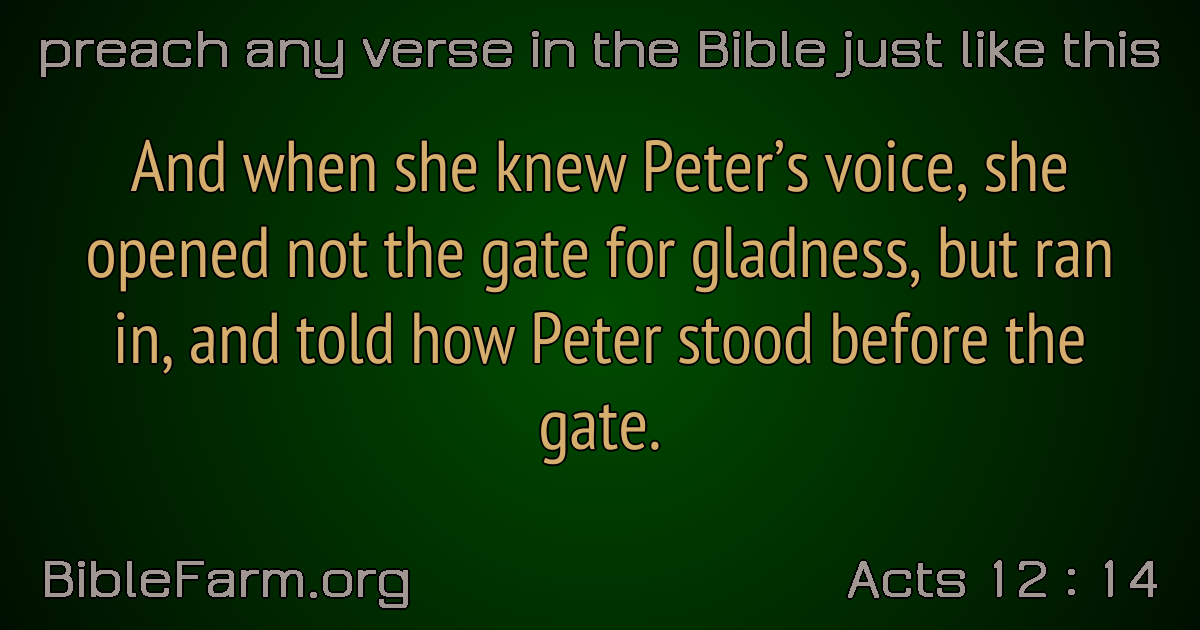 preach any verse in the Bible just like this
And when she knew Peter’s voice, she
opened not the gate for gladness, but ran
in, and told how Peter stood before the
gate.
BibleFarm.org
Acts 12 : 14